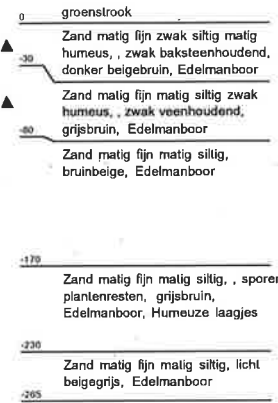 0 groenstrook
Zand matig fijn zwak siltig matig
humeus, , zwak baksteenhoudend,
-30
donker beigebruin, Edelmanboor
Zand matig fijn matig siltig zwak
humeus, , zwak veenhoudend,
-80
grijsbruin, Edelmanboor
Zand matig fijn matig siltig,
bruinbeige, Edelmanboor
-170
Zand matig fijn matig siltig, , sporen
plantenresten, grijsbruin,
Edelmanboor, Humeuze laagjes
-230
Zand matig fijn matig siltig, licht
beigegrijs, Edelmanboor
-265